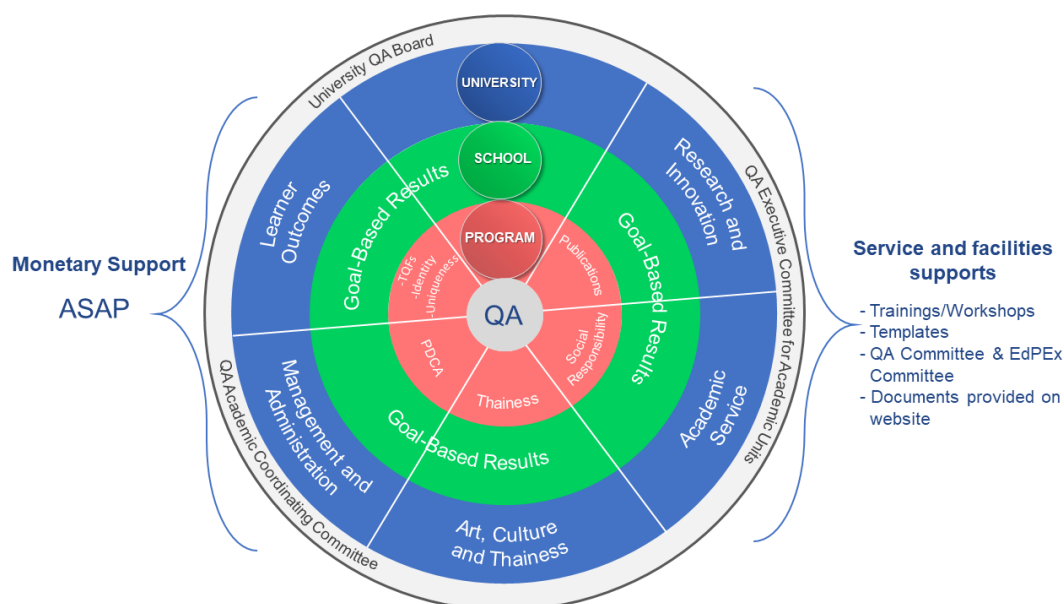 University QA Board
UNIVERSITY
SCHOOL
PROGRAM
QA
Learner
Outcomes
Research and
Innovation
Academic
Service
Art, Culture
and Thainess
Management and
Administration
Goal-Based Results
Goal-Based Results
Goal-Based Results
-TQFs
-Identity
-Uniqueness
Publications
Social
Responsibility
Thainess
PDCA
QA Executive Committee for Academic Units
QA Academic Coordinating Committee
Monetary Support
ASAP
Service and facilities
supports
- Trainings/Workshops
- Templates
- QA Committee & EdPEx
Committee
- Documents provided on
website